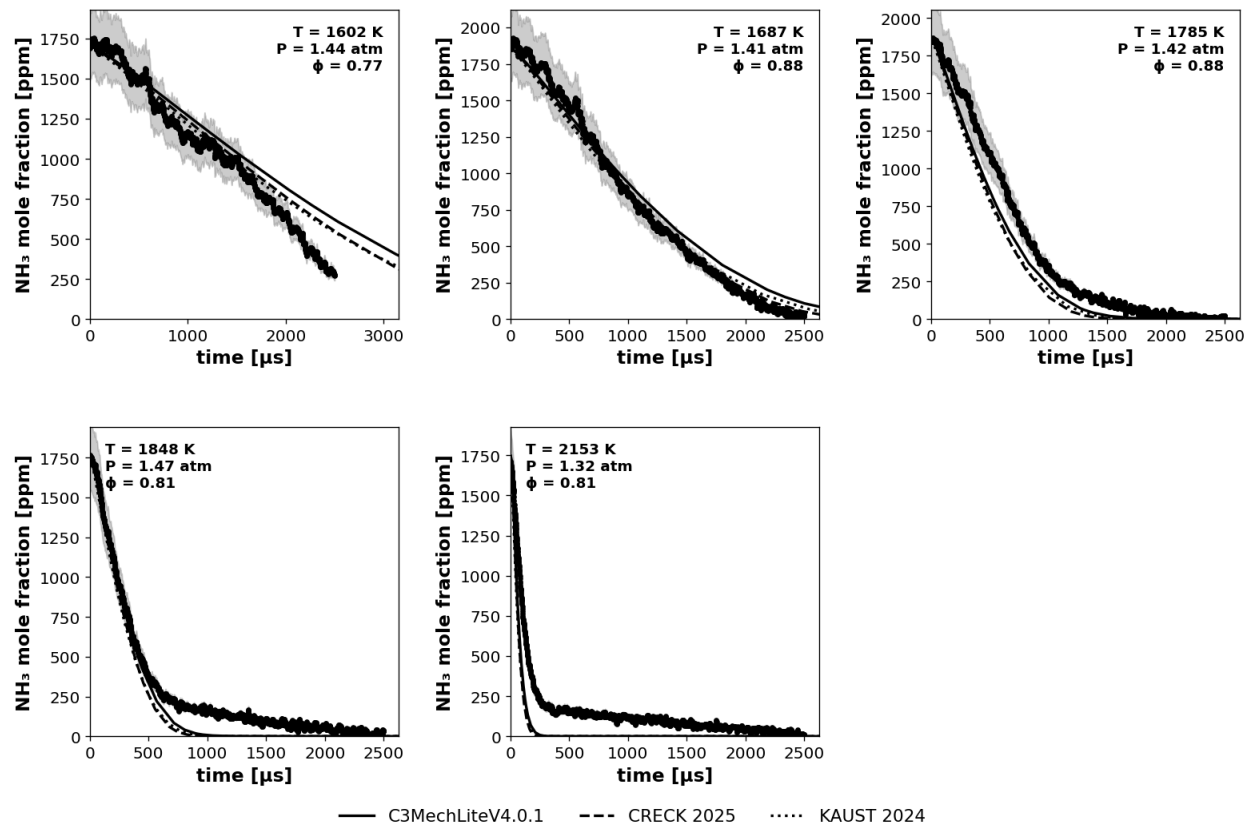 T = 1602 K
P = 1.44 atm
ϕ = 0.77
NH₃ mole fraction [ppm]
1750
1500
1250
1000
750
500
250
0
0 1000 2000 3000
time [μs]
T = 1687 K
P = 1.41 atm
ϕ = 0.88
NH₃ mole fraction [ppm]
2000
1750
1500
1250
1000
750
500
250
0
0 500 1000 1500 2000 2500
time [μs]
T = 1785 K
P = 1.42 atm
ϕ = 0.88
NH₃ mole fraction [ppm]
2000
1750
1500
1250
1000
750
500
250
0
0 500 1000 1500 2000 2500
time [μs]
T = 1848 K
P = 1.47 atm
ϕ = 0.81
NH₃ mole fraction [ppm]
1750
1500
1250
1000
750
500
250
0
0 500 1000 1500 2000 2500
time [μs]
T = 2153 K
P = 1.32 atm
ϕ = 0.81
NH₃ mole fraction [ppm]
1750
1500
1250
1000
750
500
250
0
0 500 1000 1500 2000 2500
time [μs]
C3MechLiteV4.0.1 CRECK 2025 KAUST 2024